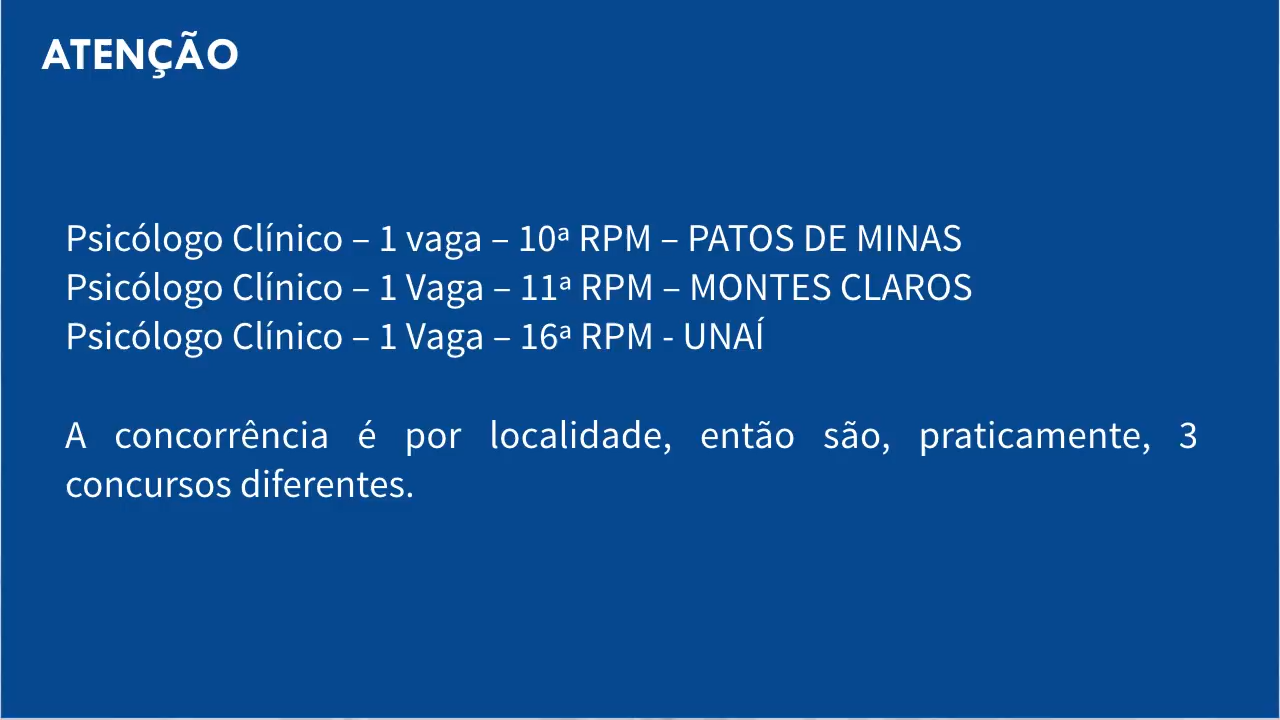 ATENÇÃO
Psicólogo Clínico – 1 vaga – 10ª RPM – PATOS DE MINAS
Psicólogo Clínico – 1 Vaga – 11ª RPM – MONTES CLAROS
Psicólogo Clínico – 1 Vaga – 16ª RPM - UNAÍ
A concorrência é por localidade, então são, praticamente, 3
concursos diferentes.